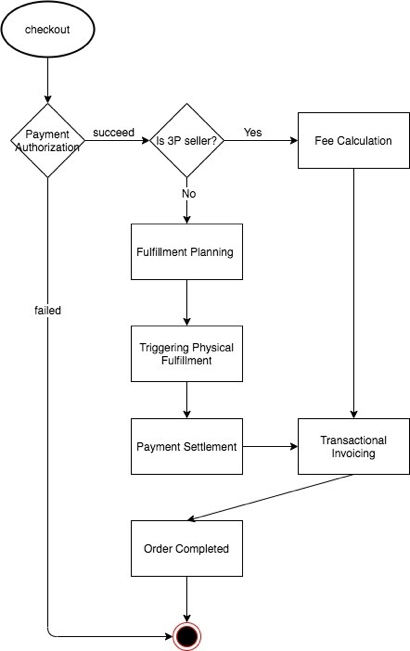 checkout
Payment
Authorization
succeed
Is 3P seller?
Yes
Fee Calculation
No
Fulfillment Planning
failed
Triggering Physical
Fulfillment
Payment Settlement
Transactional
Invoicing
Order Completed